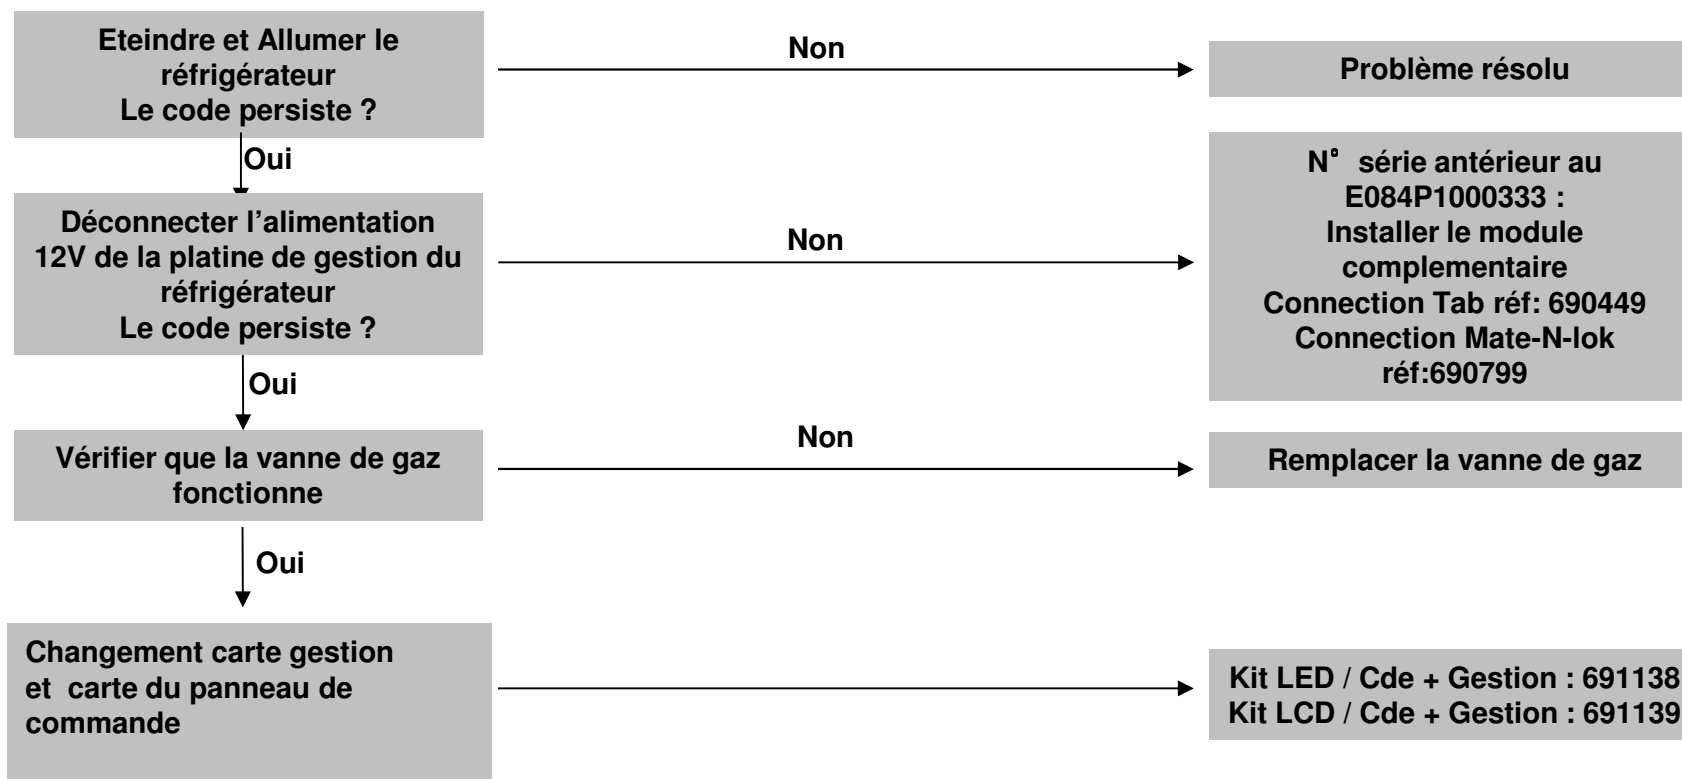 Eteindre et Allumer le
réfrigérateur
Le code persiste ?
Non
Problème résolu
Oui
Déconnecter l'alimentation
12V de la platine de gestion du
réfrigérateur
Le code persiste ?
Non
N° série antérieur au
E084P1000333 :
Installer le module
complementaire
Connection Tab réf: 690449
Connection Mate-N-lok
réf:690799
Oui
Vérifier que la vanne de gaz
fonctionne
Non
Remplacer la vanne de gaz
Oui
Changement carte gestion
et carte du panneau de
commande
Kit LED / Cde + Gestion : 691138
Kit LCD / Cde + Gestion : 691139